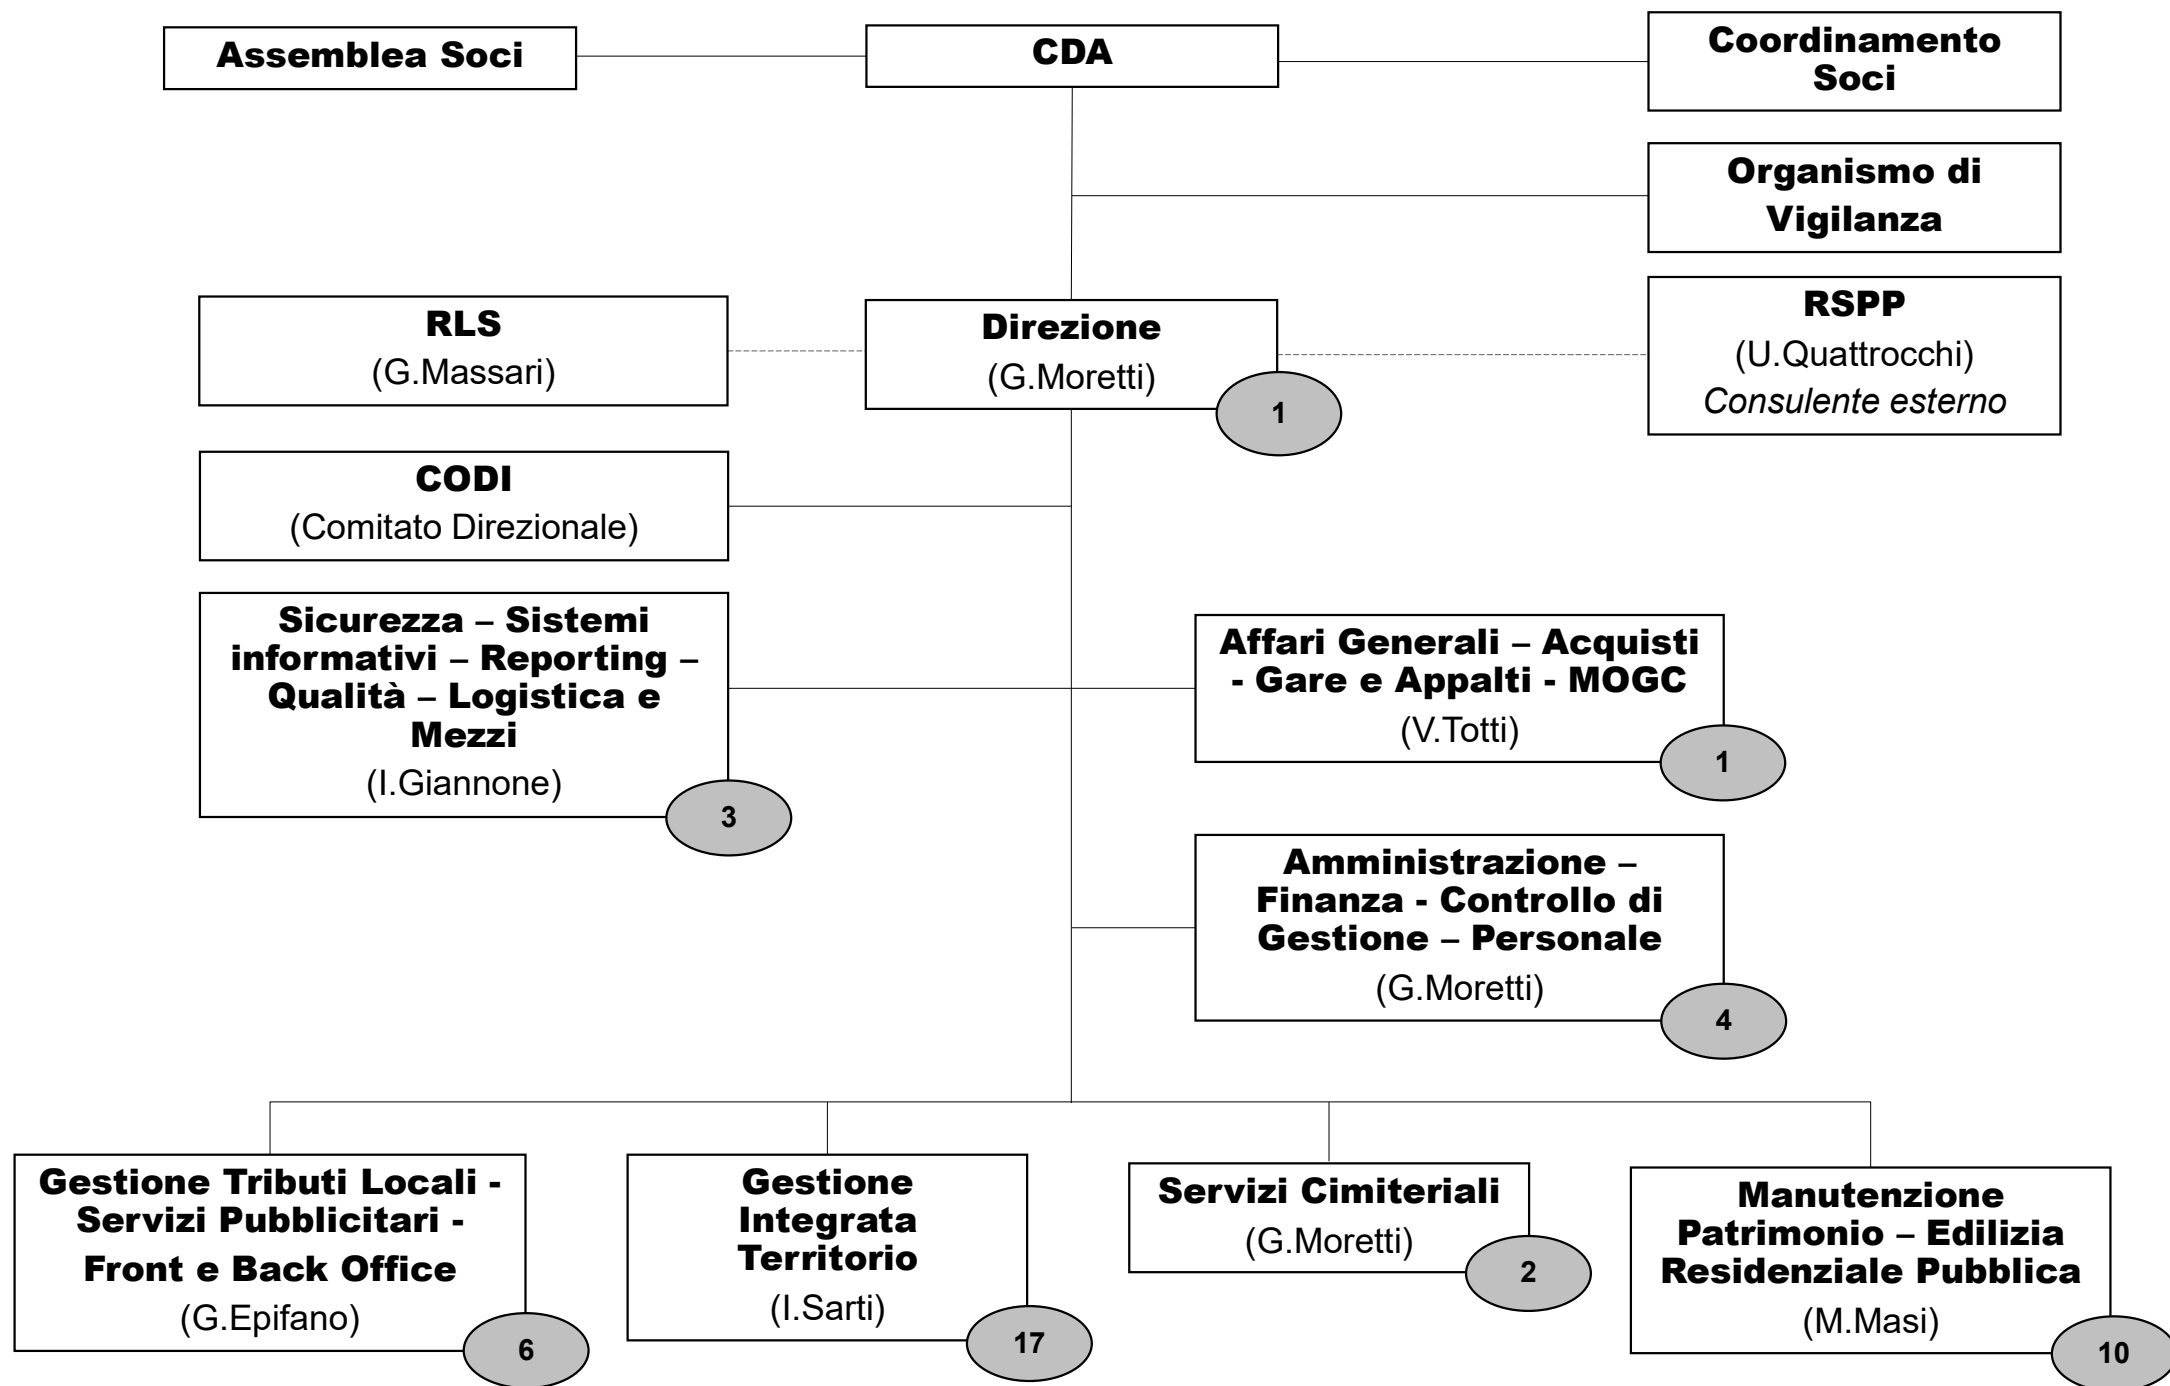 Assemblea Soci
CDA
Coordinamento
Soci
Organismo di
Vigilanza
RLS
(G.Massari)
Direzione
(G.Moretti)
1
RSPP
(U.Quattrocchi)
Consulente esterno
CODI
(Comitato Direzionale)
Sicurezza – Sistemi
informativi – Reporting –
Qualità – Logistica e
Mezzi
(I.Giannone)
3
Affari Generali – Acquisti
- Gare e Appalti - MOGC
(V.Totti)
1
Amministrazione –
Finanza - Controllo di
Gestione – Personale
(G.Moretti)
4
Gestione Tributi Locali -
Servizi Pubblicitari -
Front e Back Office
(G.Epifano)
6
Gestione
Integrata
Territorio
(I.Sarti)
17
Servizi Cimiteriali
(G.Moretti)
2
Manutenzione
Patrimonio – Edilizia
Residenziale Pubblica
(M.Masi)
10